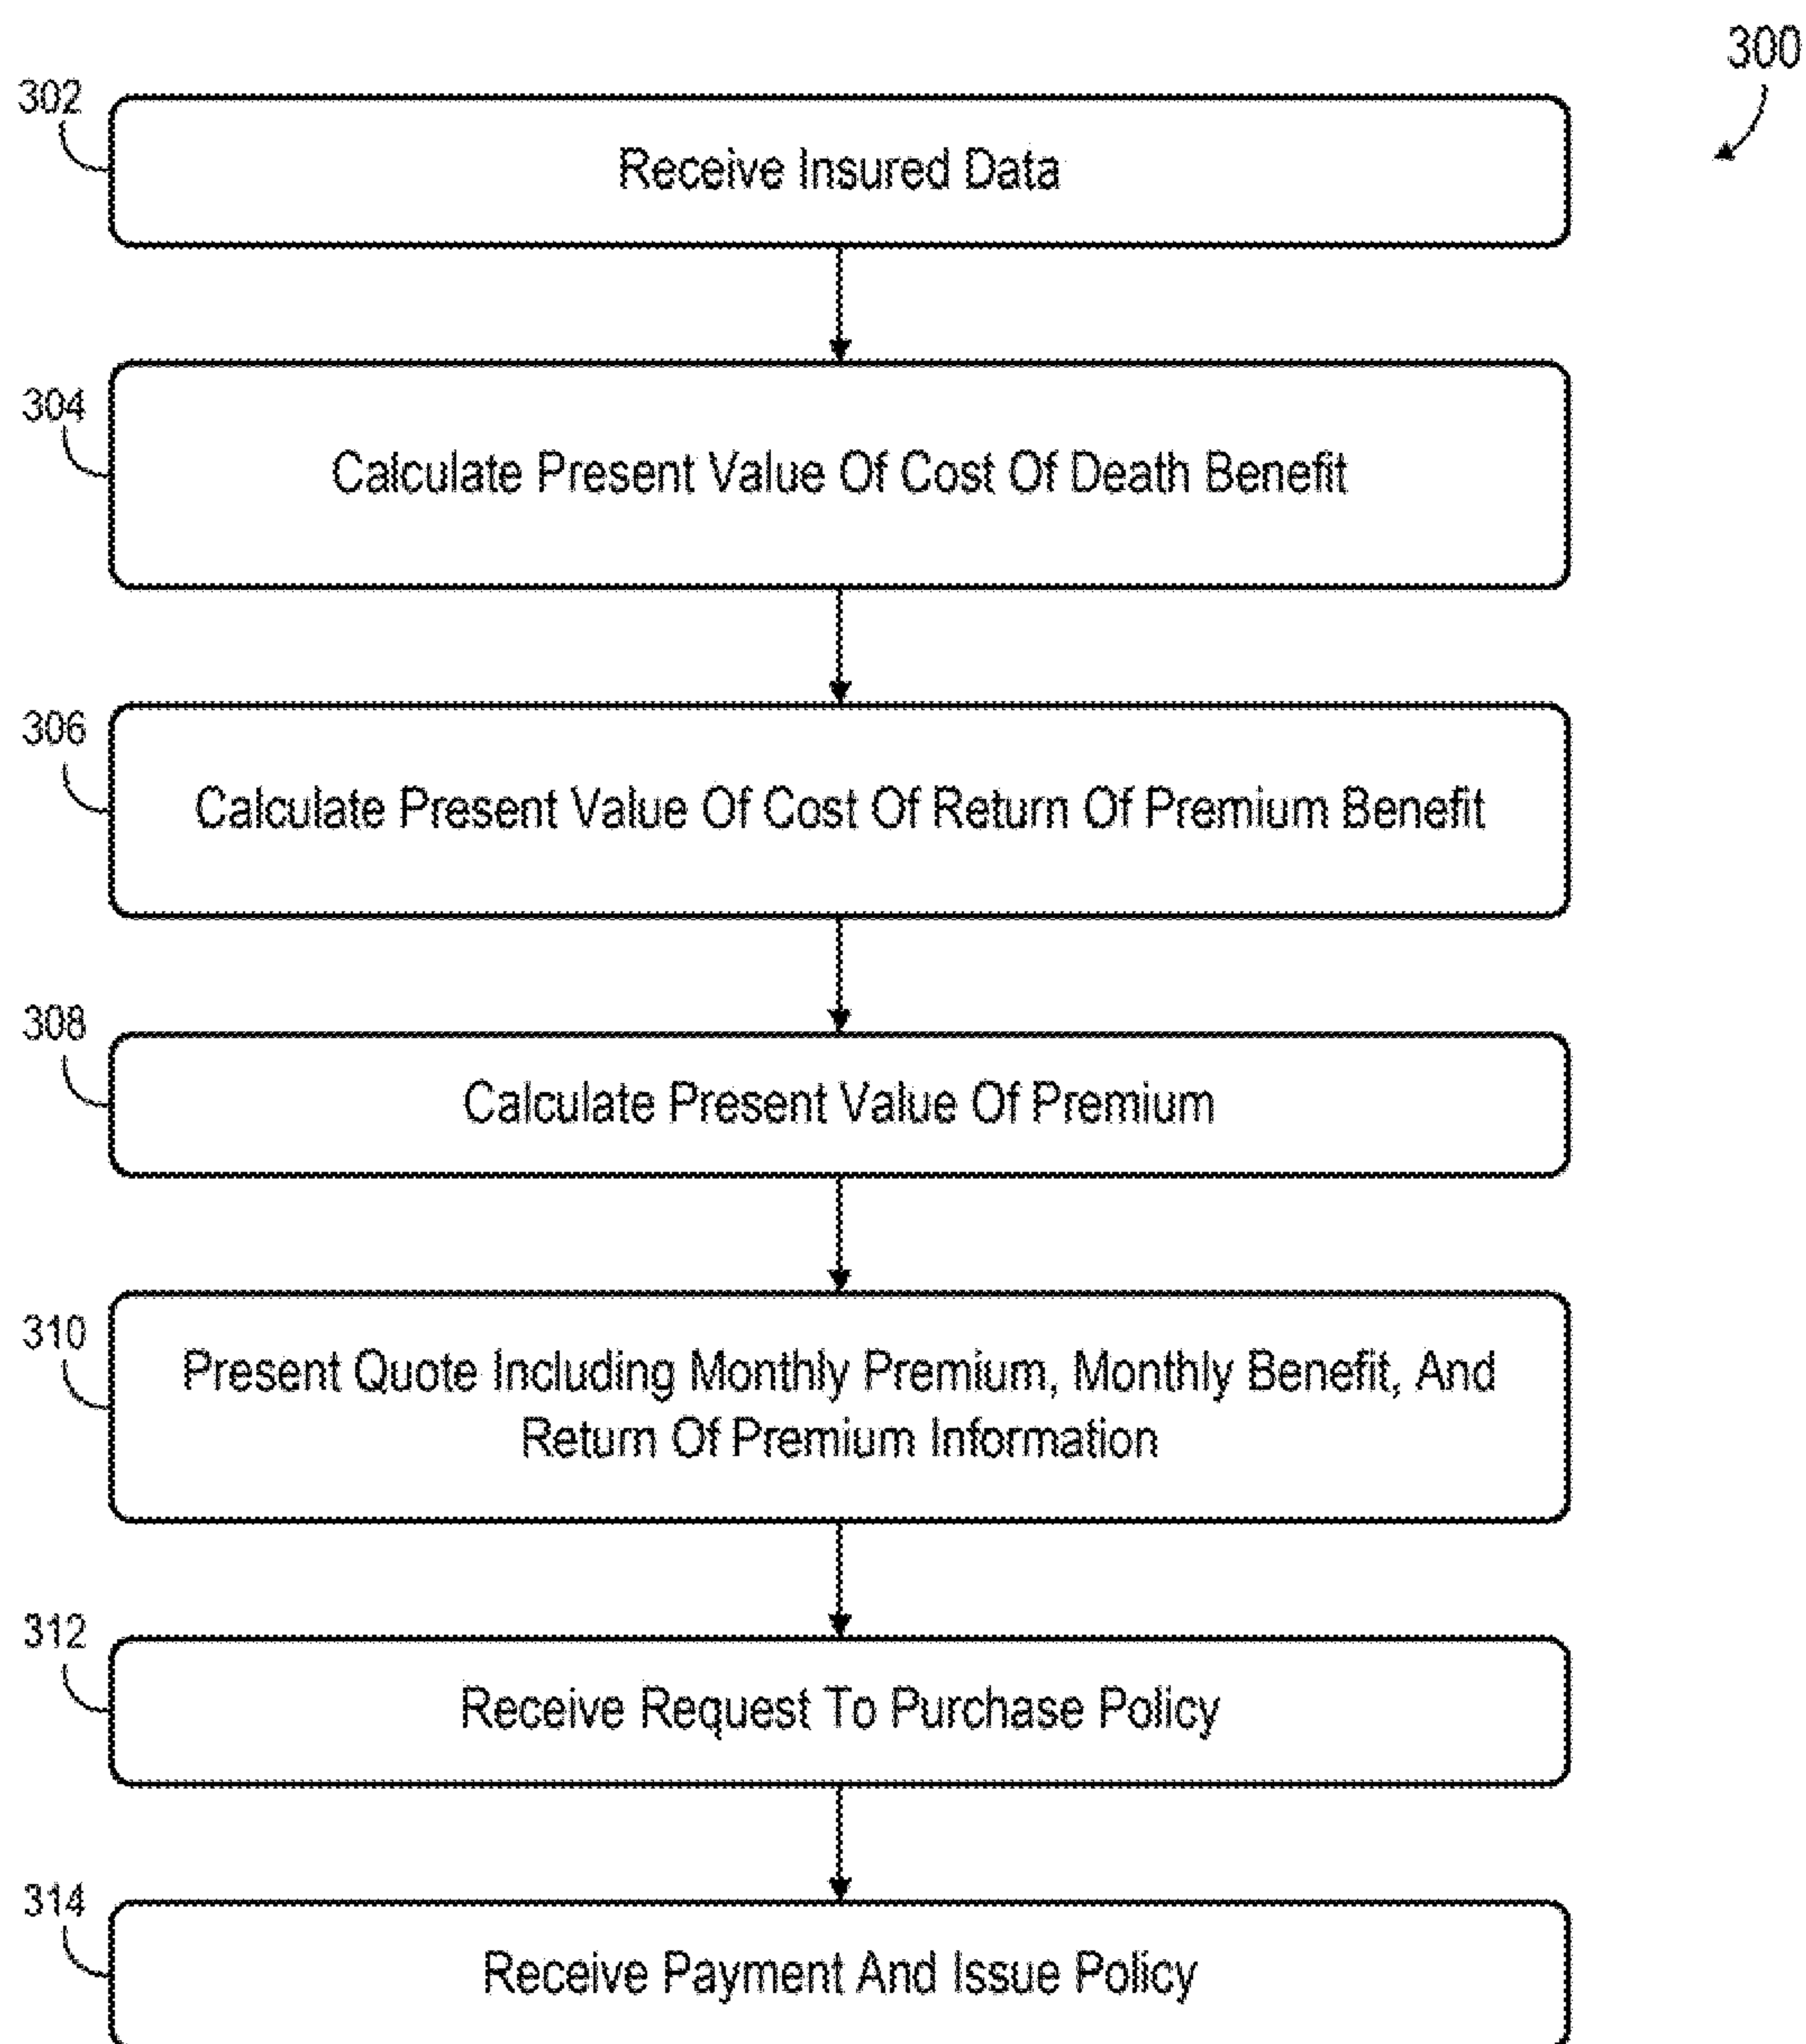 300
302
Receive Insured Data
304
Calculate Present Value Of Cost Of Death Benefit
306
Calculate Present Value Of Cost Of Return Of Premium Benefit
308
Calculate Present Value Of Premium
310
Present Quote Including Monthly Premium, Monthly Benefit, And
Return Of Premium Information
312
Receive Request To Purchase Policy
314
Receive Payment And Issue Policy